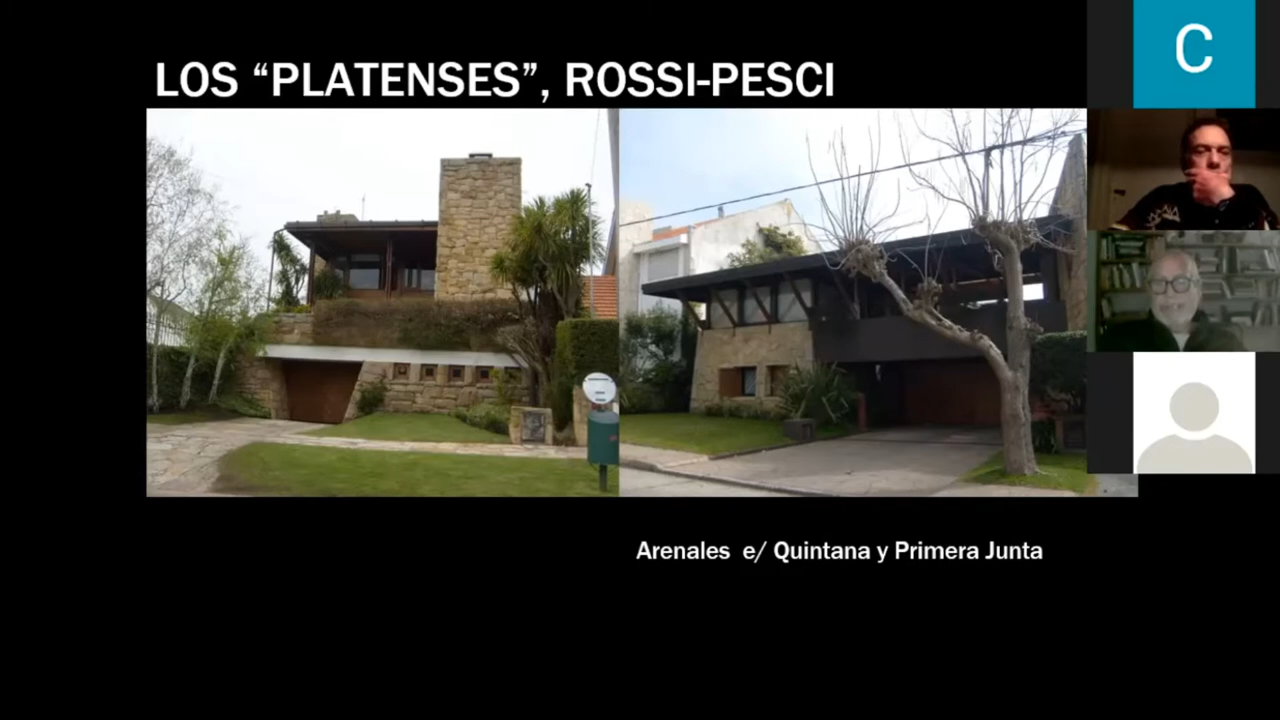 LOS “PLATENSES”, ROSSI-PESCI
C
Arenales e/ Quintana y Primera Junta